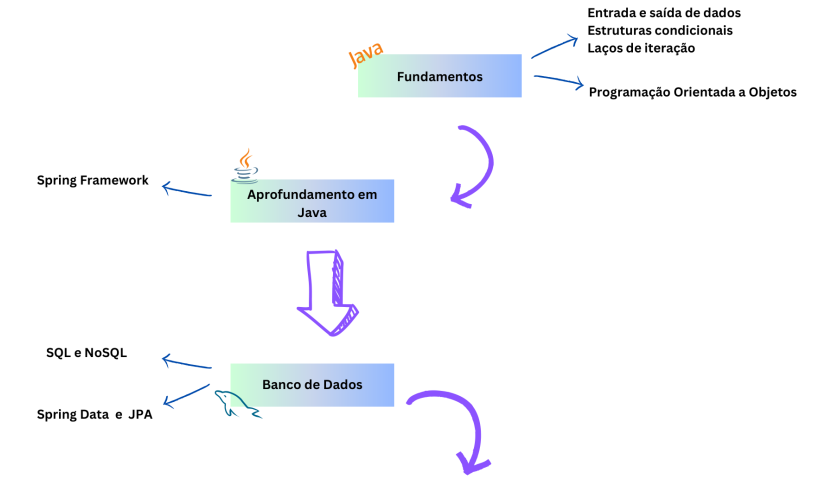 Entrada e saída de dados
Estruturas condicionais
Laços de iteração
Java
Fundamentos
Programação Orientada a Objetos
Spring Framework
Aprofundamento em
Java
SQL e NoSQL
Banco de Dados
Spring Data e JPA